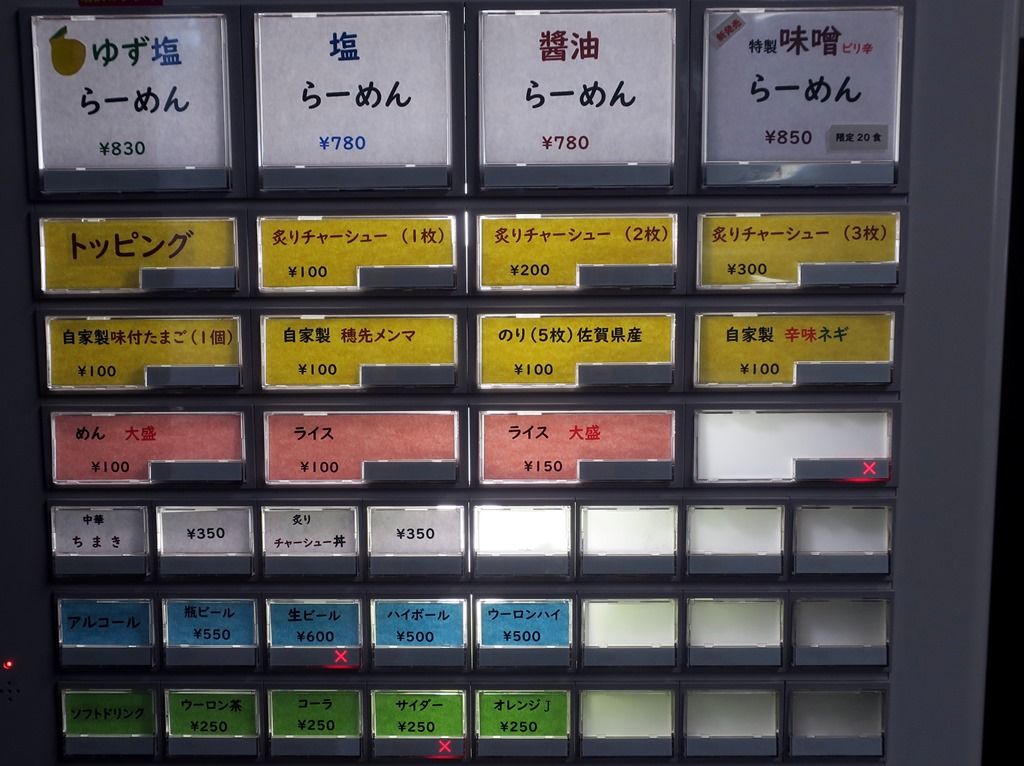 ゆず塩
らーめん
¥830
塩
らーめん
¥780
醬油
らーめん
¥780
新発売
特製味噌ピリ辛
らーめん
¥850
限定20食
トッピング
炙りチャーシュー（1枚）
¥100
炙りチャーシュー（2枚）
¥200
炙りチャーシュー（3枚）
¥300
自家製味付たまご（1個）
¥100
自家製 穂先メンマ
¥100
のり（5枚）佐賀県産
¥100
自家製 辛味ネギ
¥100
めん 大盛
¥100
ライス
¥100
ライス 大盛
¥150
中華
ちまき
¥350
炙り
チャーシュー丼
¥350
アルコール
瓶ビール
¥550
生ビール
¥600
ハイボール
¥500
ウーロンハイ
¥500
ソフトドリンク
ウーロン茶
¥250
コーラ
¥250
サイダー
¥250
オレンジJ
¥250